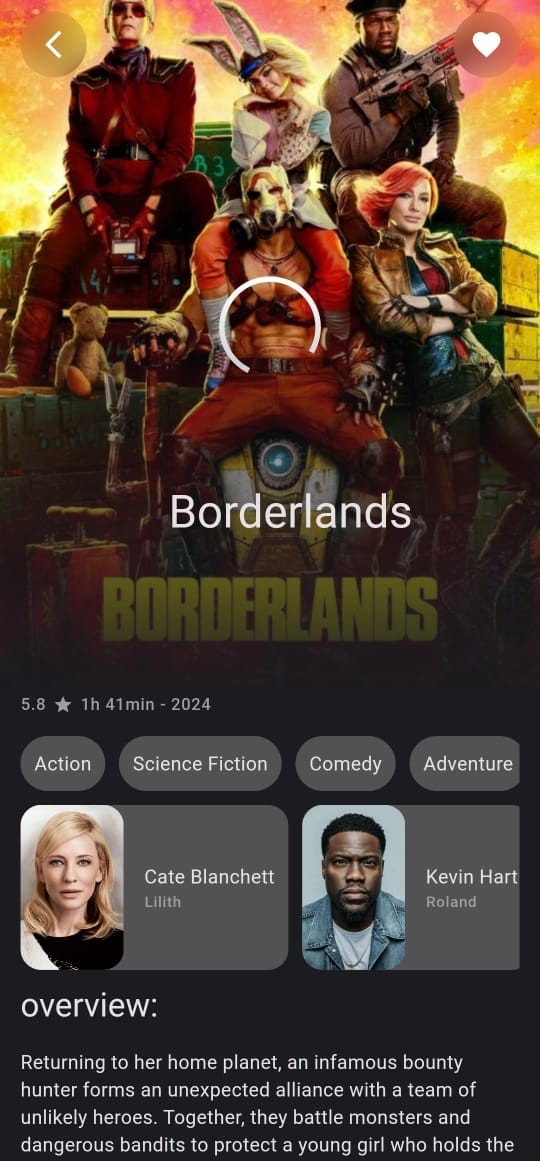 B3
14
Borderlands
BORDERLANDS
5.8 ★ 1h 41min - 2024
Action Science Fiction Comedy Adventure
Cate Blanchett Kevin Hart
Lilith Roland
overview:
Returning to her home planet, an infamous bounty
hunter forms an unexpected alliance with a team of
unlikely heroes. Together, they battle monsters and
dangerous bandits to protect a young girl who holds the